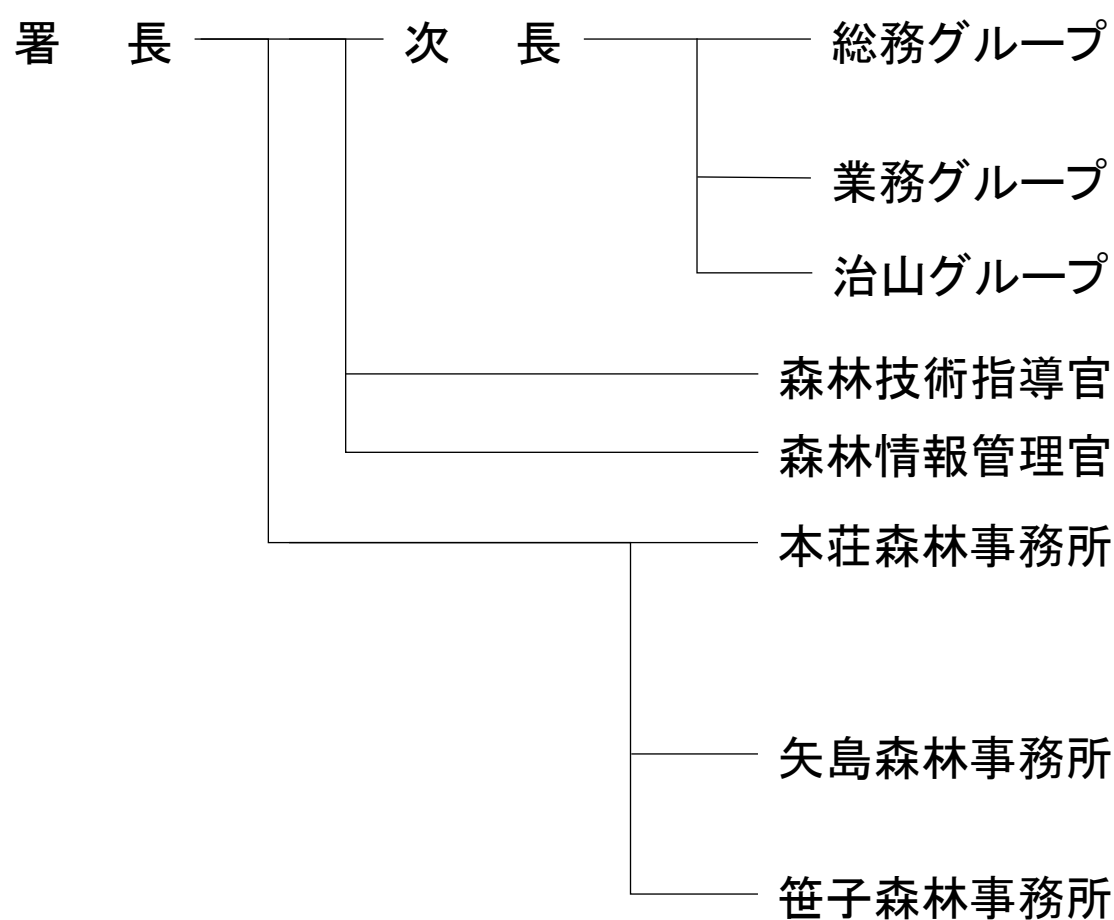 署　長　次　長　総務グループ
業務グループ
治山グループ
森林技術指導官
森林情報管理官
本荘森林事務所
矢島森林事務所
笹子森林事務所